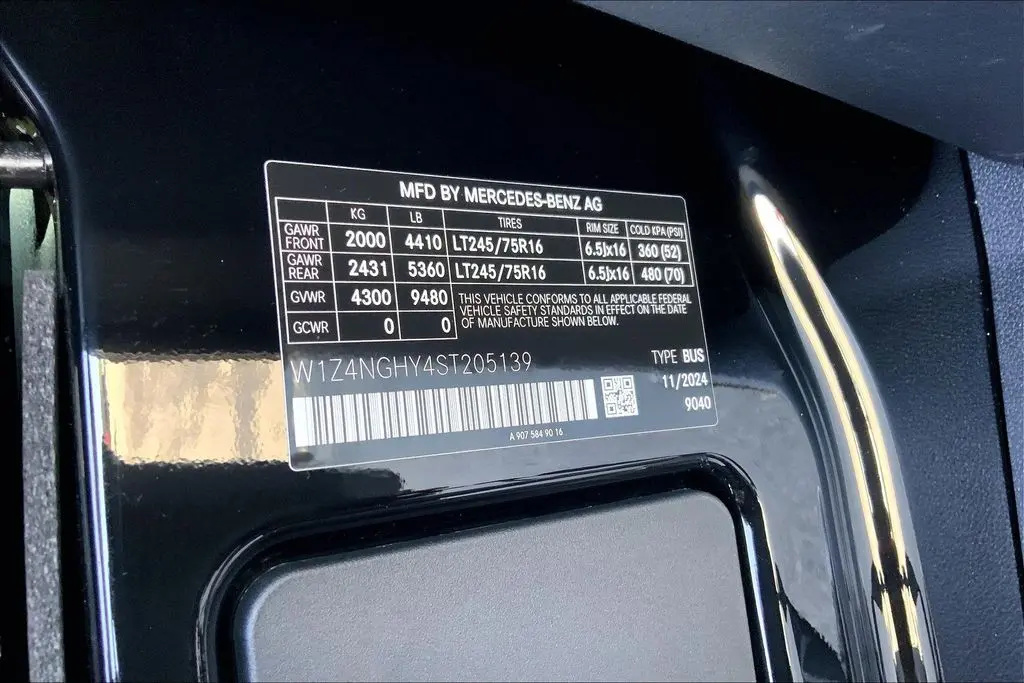 MFD BY MERCEDES-BENZ AG
KG LB TIRES RIM SIZE COLD KPA (PSI)
GAWR FRONT 2000 4410 LT245/75R16 6.5Jx16 360 (52)
GAWR REAR 2431 5360 LT245/75R16 6.5Jx16 480 (70)
GVWR 4300 9480
THIS VEHICLE CONFORMS TO ALL APPLICABLE FEDERAL
VEHICLE SAFETY STANDARDS IN EFFECT ON THE DATE
OF MANUFACTURE SHOWN BELOW.
GCWR 0 0
W1Z4NGHY4ST205139
TYPE BUS
11/2024
9040
A 907 584 90 16